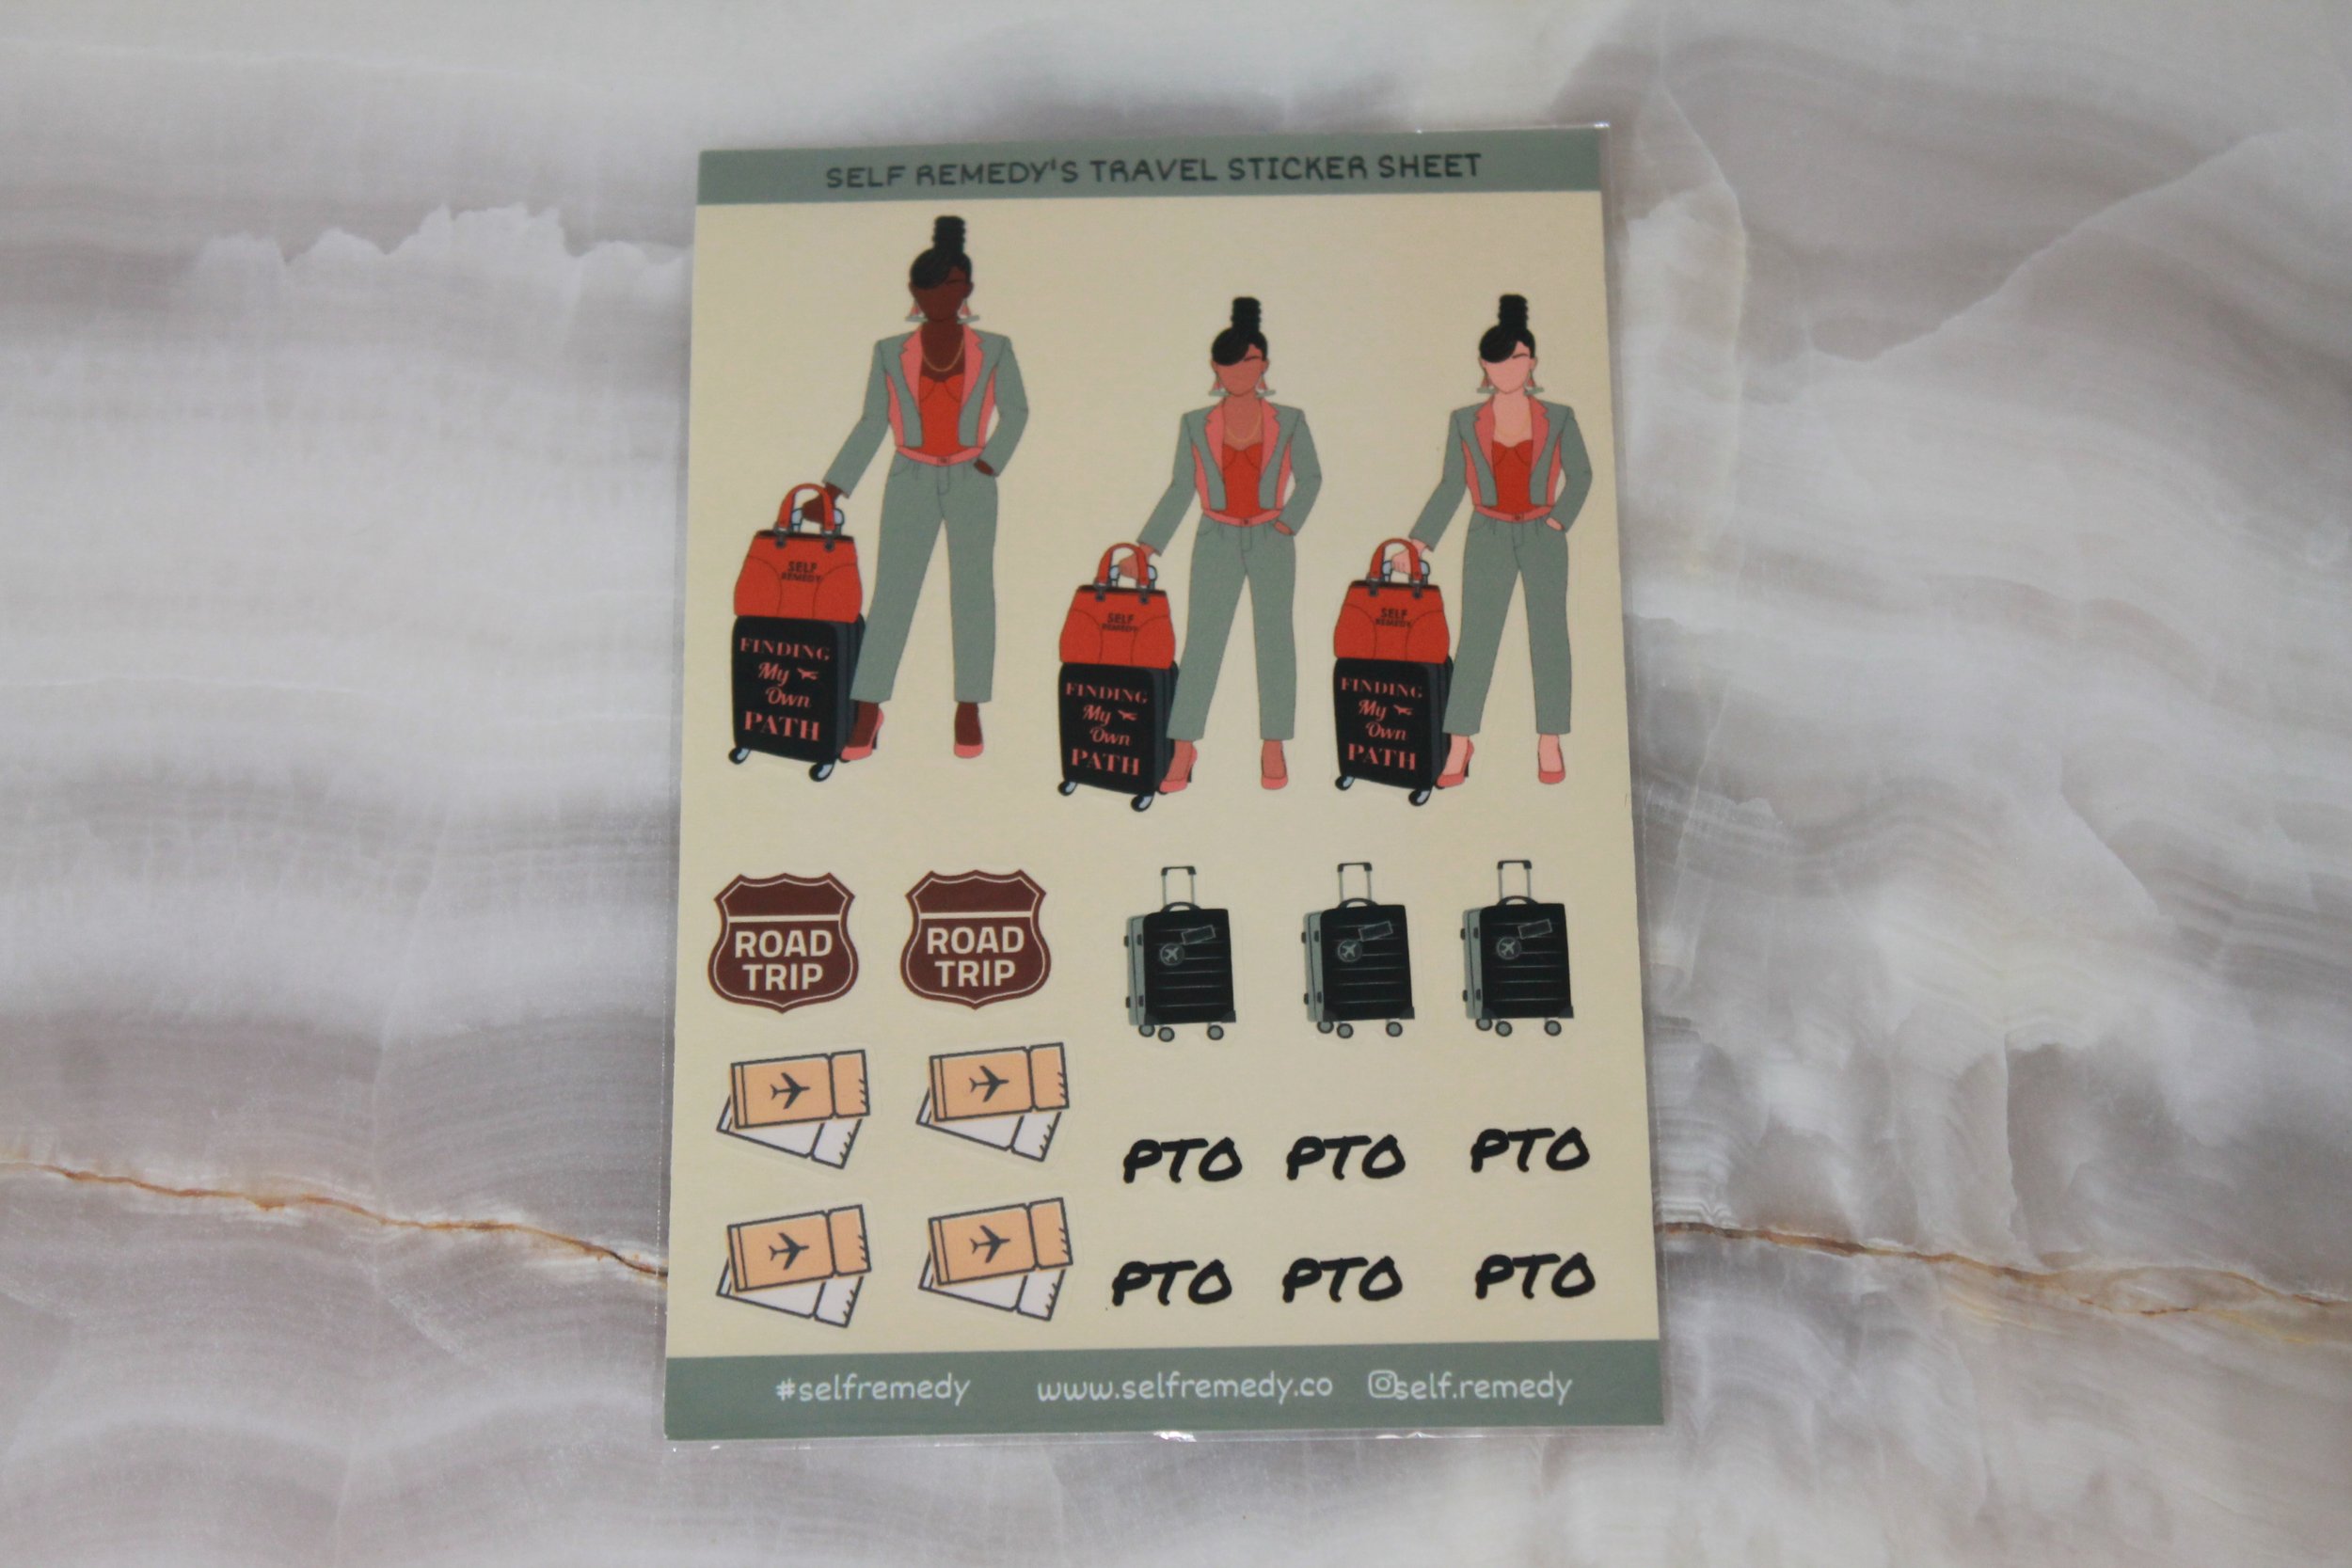 SELF REMEDY'S TRAVEL STICKER SHEET
SELF
REMEDY
FINDING
My
Own
PATH
SELF
REMEDY
FINDING
My
Own
PATH
SELF
REMEDY
FINDING
My
Own
PATH
ROAD
TRIP
ROAD
TRIP
PTO PTO PTO
PTO PTO PTO
#selfremedy www.selfremedy.co self.remedy